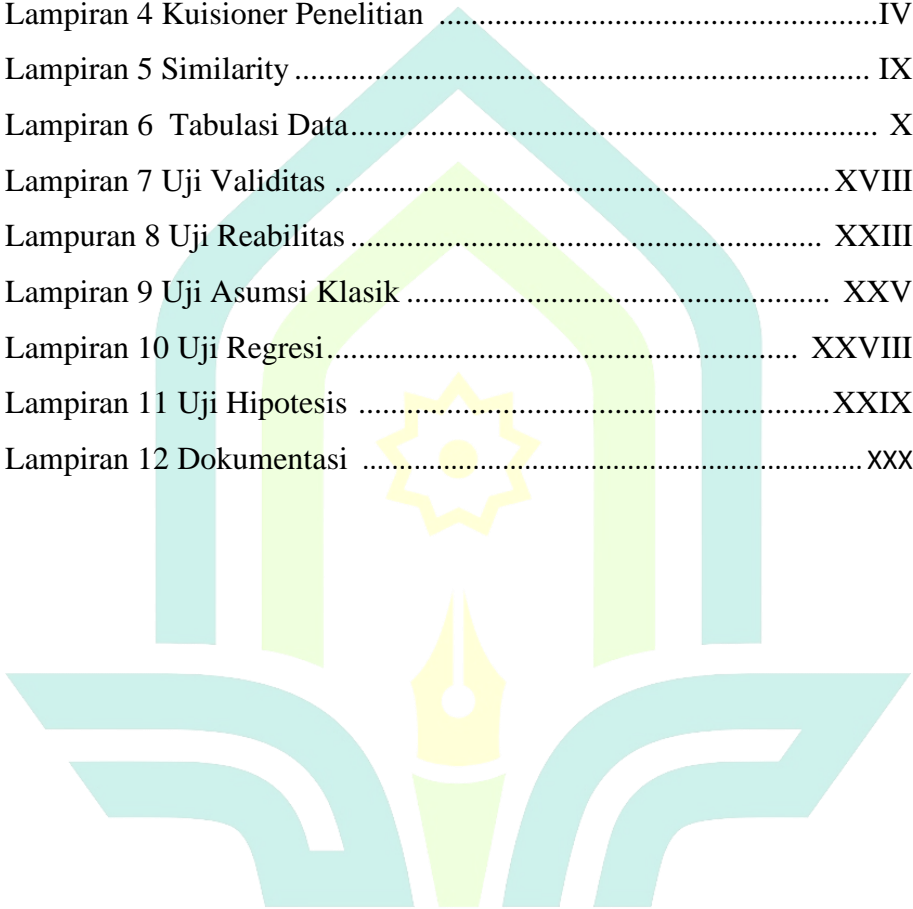 Lampiran 4 Kuisioner Penelitian ....................................................................IV
Lampiran 5 Similarity ......................................................................................... IX
Lampiran 6 Tabulasi Data.................................................................................. X
Lampiran 7 Uji Validitas ............................................................................. XVIII
Lampuran 8 Uji Reabilitas ......................................................................... XXIII
Lampiran 9 Uji Asumsi Klasik .................................................................. XXV
Lampiran 10 Uji Regresi......................................................................... XXVIII
Lampiran 11 Uji Hipotesis .........................................................................XXIX
Lampiran 12 Dokumentasi ............................................................................. XXX